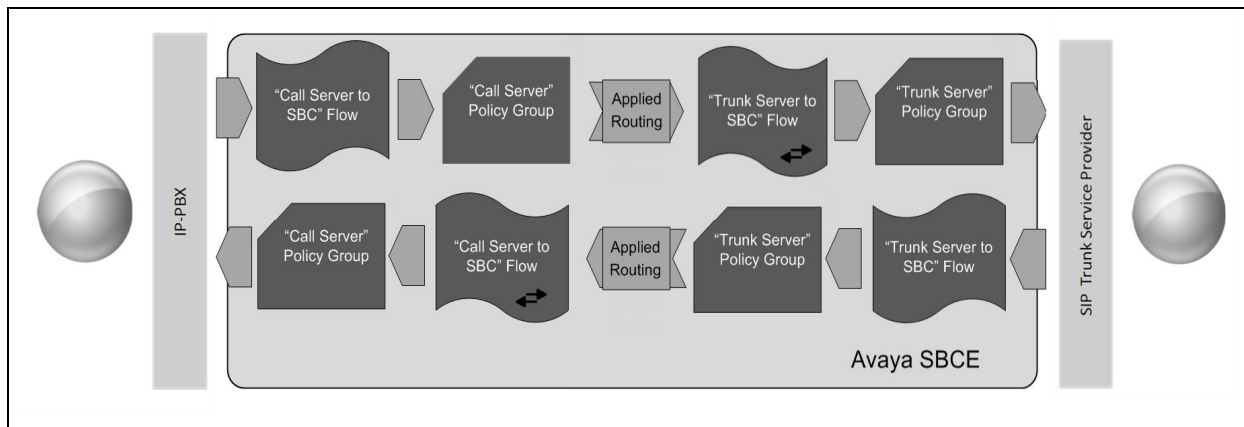 IP-PBX
“Call Server to
SBC” Flow
“Call Server”
Policy Group
Applied
Routing
“Trunk Server to
SBC” Flow
“Trunk Server”
Policy Group
“Call Server”
Policy Group
“Call Server to
SBC” Flow
Applied
Routing
“Trunk Server”
Policy Group
“Trunk Server to
SBC” Flow
SIP Trunk Service Provider
Avaya SBCE